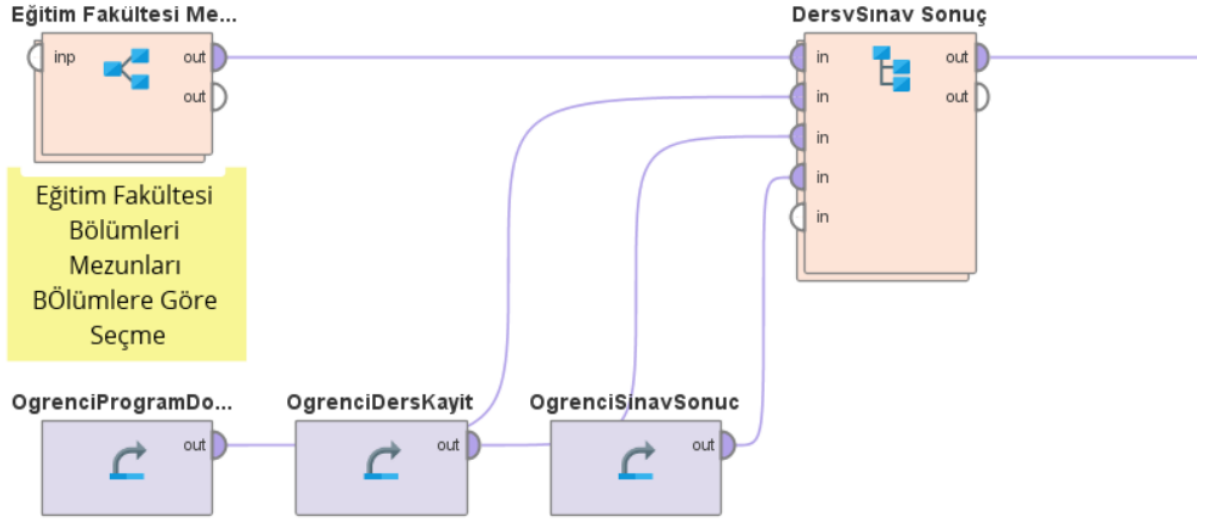 Eğitim Fakültesi Me...
DersvSınav Sonuç
inp
out
out
in
in
in
in
in
out
out
Eğitim Fakültesi
Bölümleri
Mezunları
BÖlümlere Göre
Seçme
OgrenciProgramDo...
OgrenciDersKayit
OgrenciSinavSonuc
out
out
out